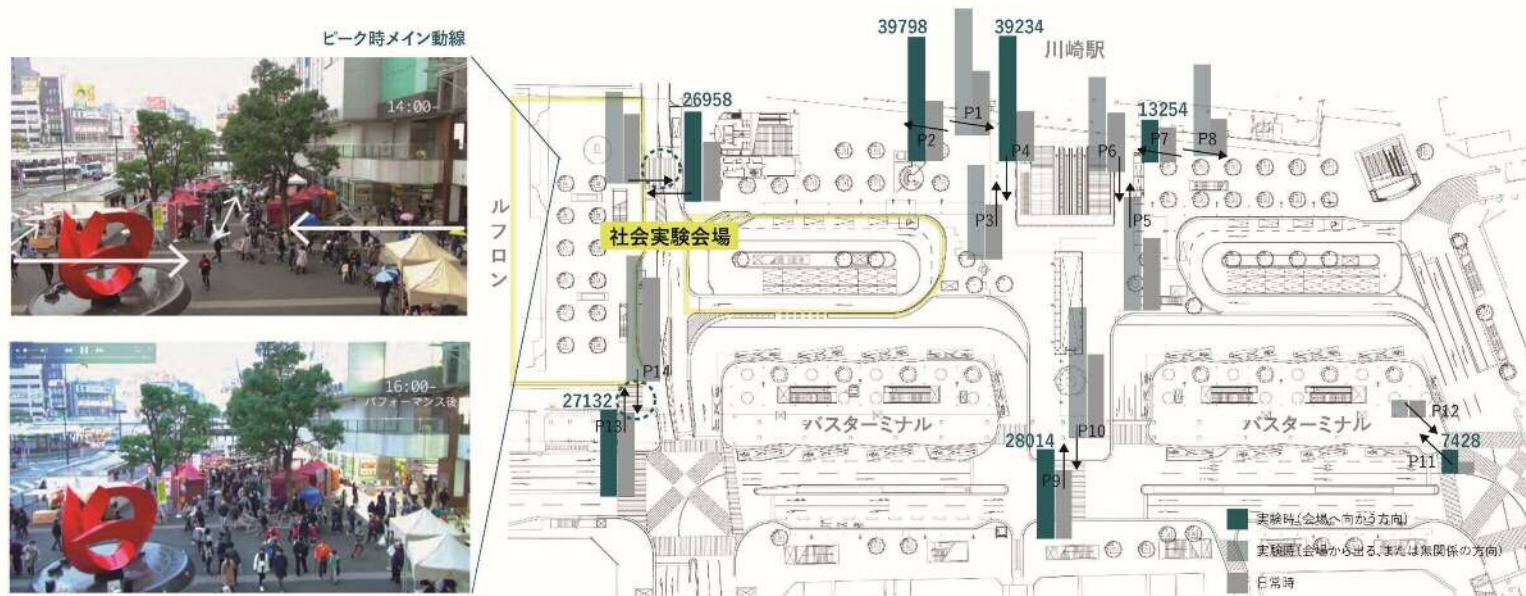 ピーク時メイン動線
14:00-
16:00-
パフォーマンス後
39798
39234
川崎駅
26958
13254
P1
P2
P4
P6
P7
P8
P3
P5
ルフロン
社会実験会場
P14
27132
P13
バスターミナル
バスターミナル
28014
P10
P9
P12
7428
P11
実験時(会場へ向かう方向)
実験時(会場から出る、または無関係の方向)
日常時